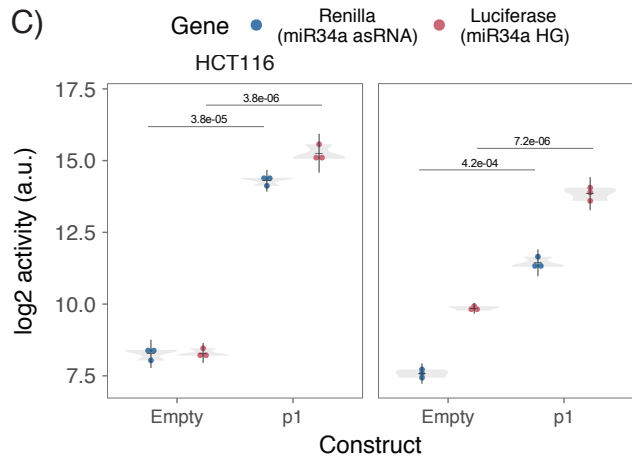 C)
Gene
Renilla
(miR34a asRNA)
Luciferase
(miR34a HG)
HCT116
log2 activity (a.u.)
17.5
15.0
12.5
10.0
7.5
3.8e-06
3.8e-05
7.2e-06
4.2e-04
Empty
p1
Empty
p1
Construct